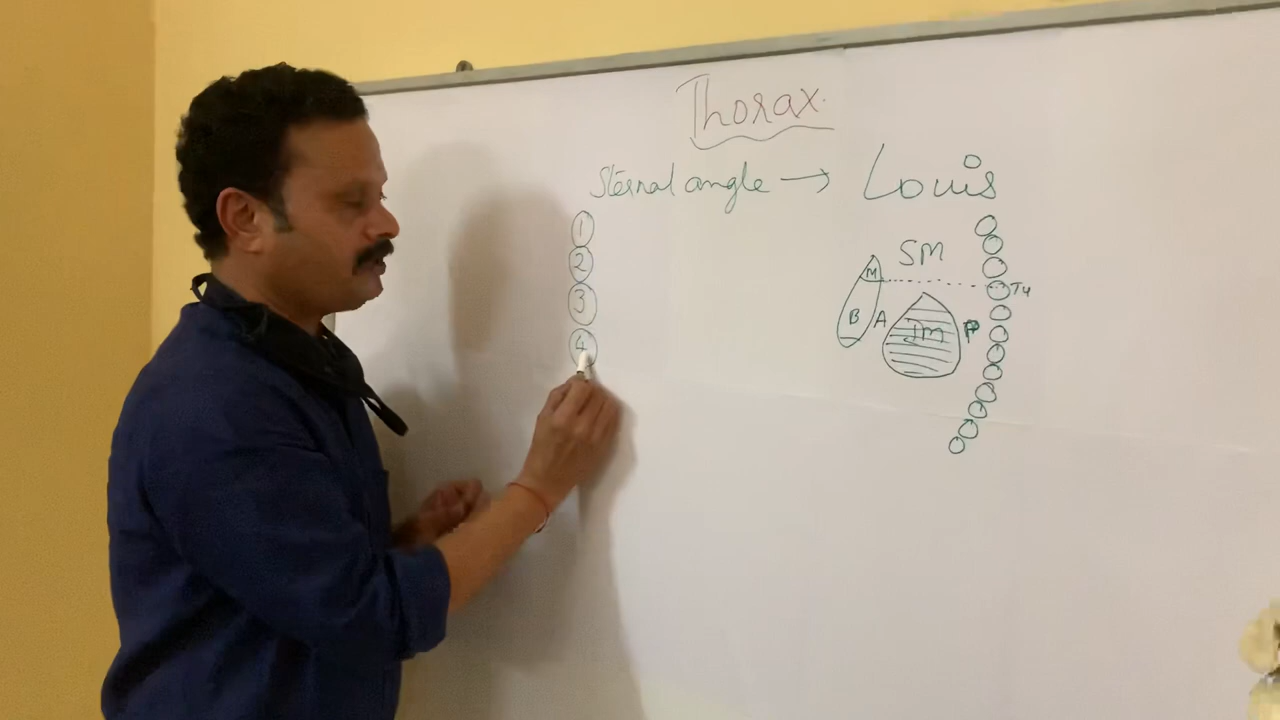 Thorax.
Sternal angle → Louis
1
2
3
4
SM
M
T4
B A IM P